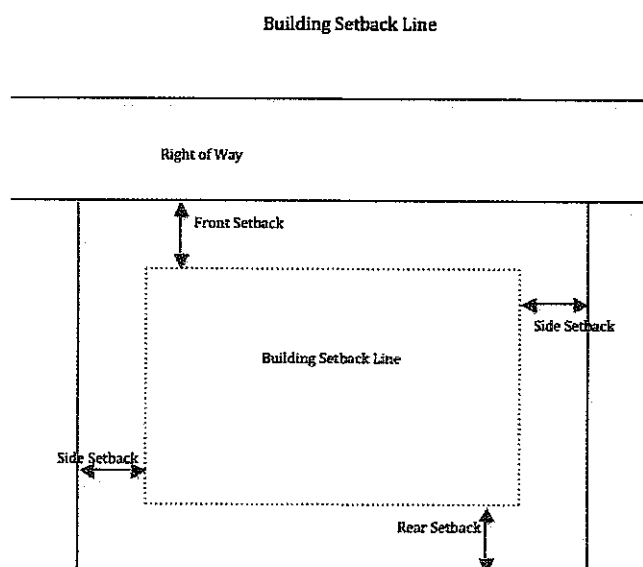 Building Setback Line
Right of Way
Front Setback
Side Setback
Building Setback Line
Side Setback
Rear Setback